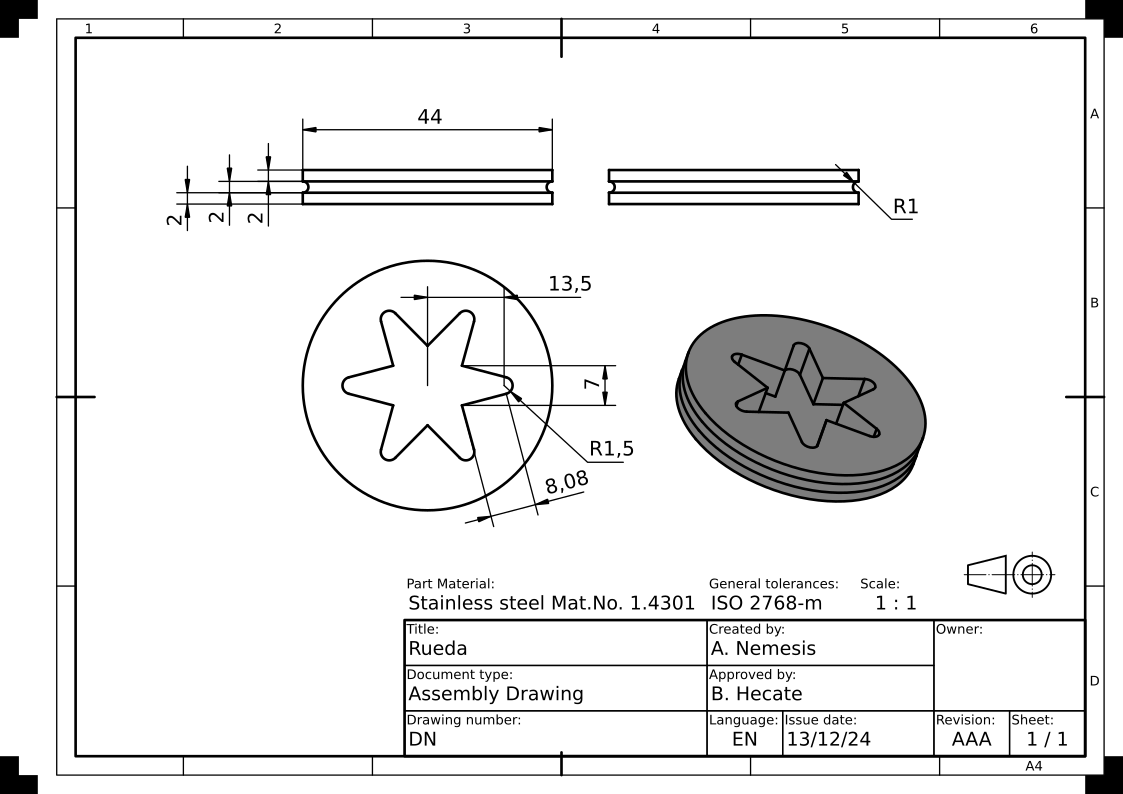 1 2 3 4 5 6
A
44
2 2 2
R1
B
13,5
7
R1,5
8,08
C
Part Material: General tolerances: Scale:
Stainless steel Mat.No. 1.4301 ISO 2768-m 1 : 1
Title: Created by: Owner:
Rueda A. Nemesis
Document type: Approved by:
Assembly Drawing B. Hecate
D
Drawing number: Language: Issue date: Revision: Sheet:
DN EN 13/12/24 AAA 1 / 1
A4